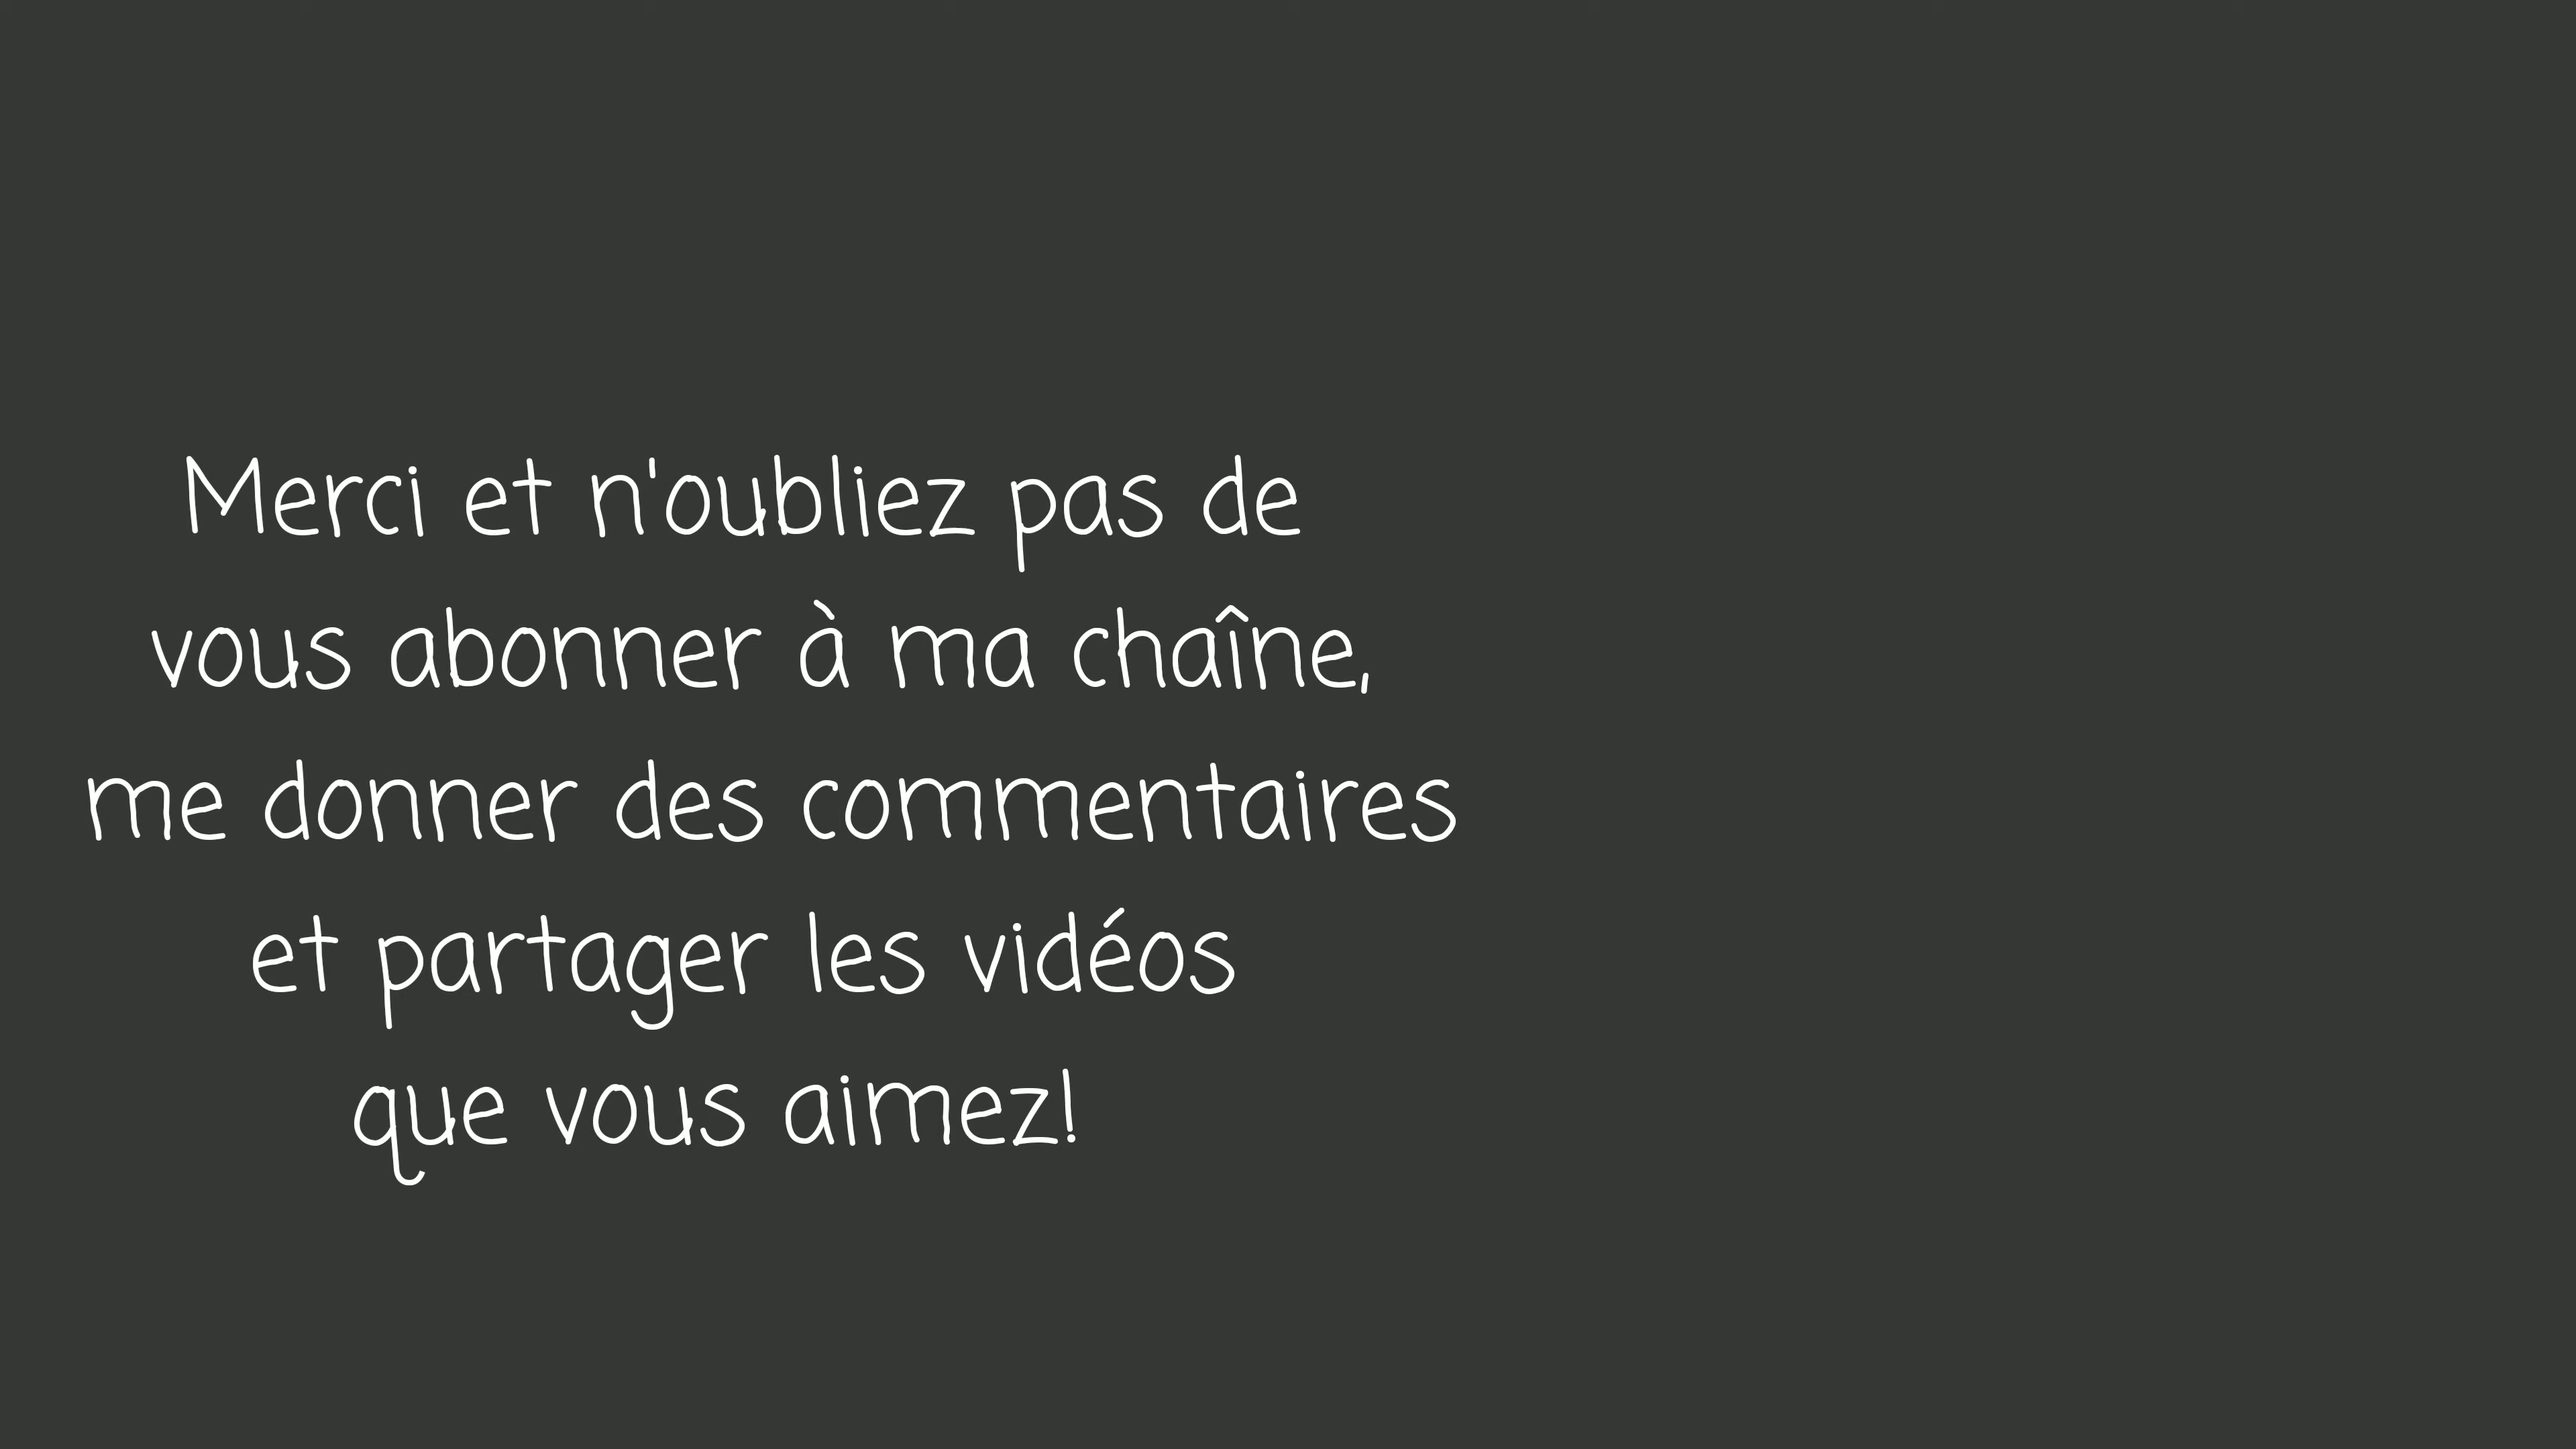 Merci et n'oubliez pas de
vous abonner à ma chaîne,
me donner des commentaires
et partager les vidéos
que vous aimez!